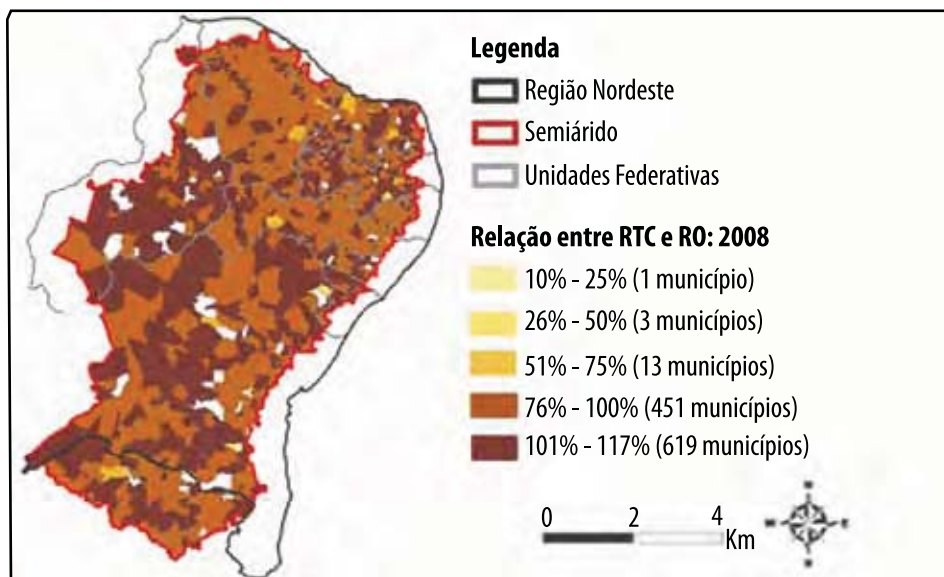 Legenda
Região Nordeste
Semiárido
Unidades Federativas
Relação entre RTC e RO: 2008
10% - 25% (1 município)
26% - 50% (3 municípios)
51% - 75% (13 municípios)
76% - 100% (451 municípios)
101% - 117% (619 municípios)
0 2 4
Km